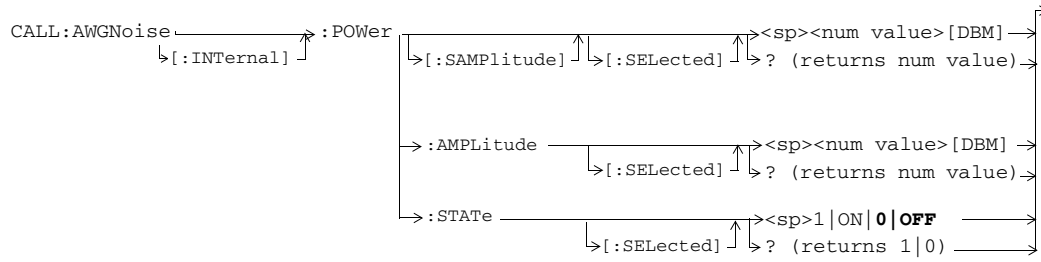 CALL:AWGNoise :POWer <sp><num value>[DBM]
[:INTernal] [:SAMPlitude] [:SELected] ? (returns num value)
:AMPLitude <sp><num value>[DBM]
[:SELected] ? (returns num value)
:STATe <sp>1|ON|0|OFF
[:SELected] ? (returns 1|0)